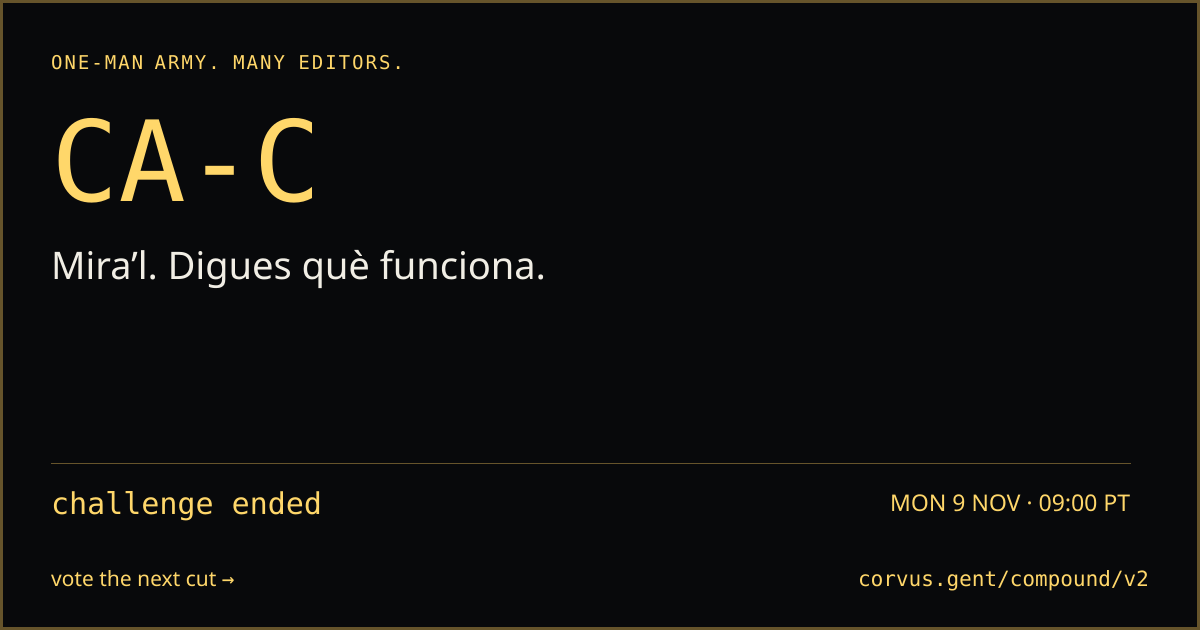 ONE-MAN ARMY. MANY EDITORS.
CA-C
Mira’l. Digues què funciona.
challenge ended
MON 9 NOV · 09:00 PT
vote the next cut →
corvus.gent/compound/v2